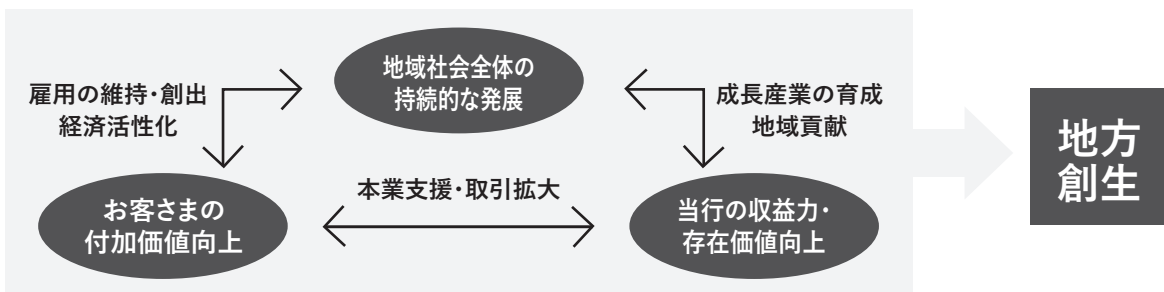 地域社会全体の
持続的な発展
雇用の維持・創出
経済活性化
成長産業の育成
地域貢献
本業支援・取引拡大
お客さまの
付加価値向上
当行の収益力・
存在価値向上
地方
創生